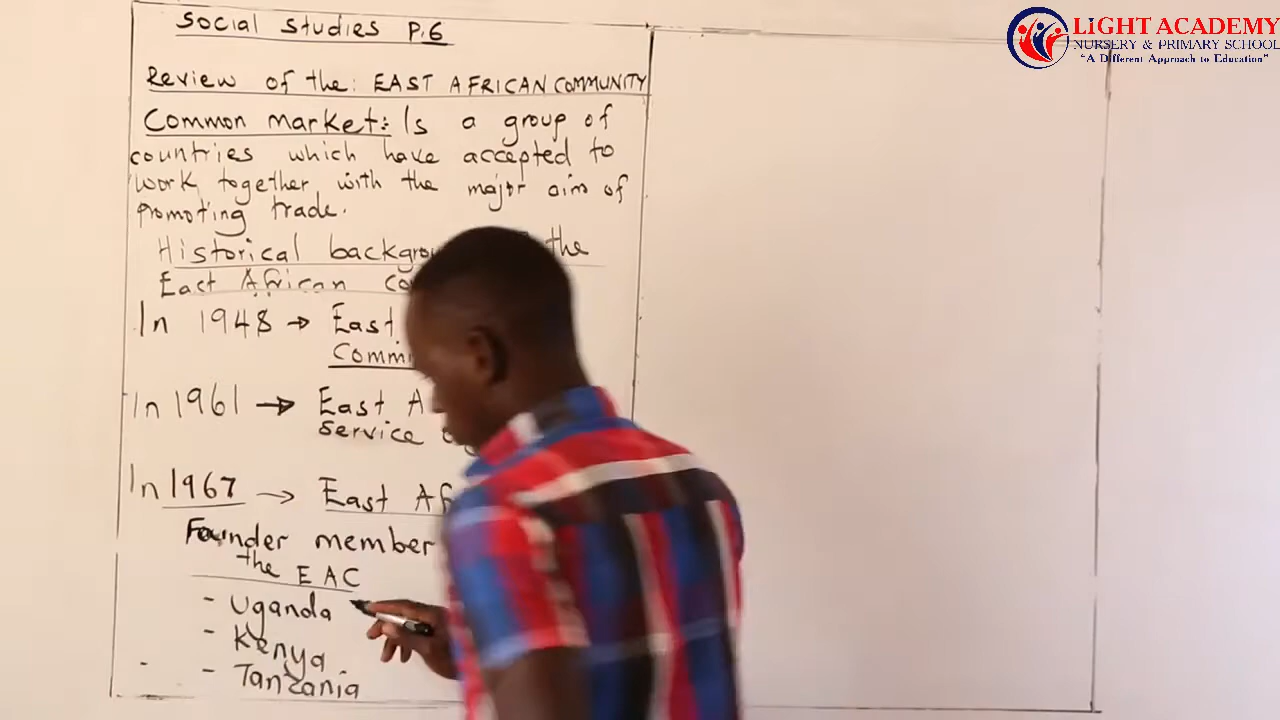 Social Studies P.6
LIGHT ACADEMY
NURSERY & PRIMARY SCHOOL
"A Different Approach to Education"
Review of the: EAST AFRICAN COMMUNITY
Common market: Is a group of
countries which have accepted to
work together with the major aim of
promoting trade.
Historical the
East African
In 1948 → East
In 1961 → East
service
In 1967 → East
Founder member
the EAC
- Uganda
- Kenya
- Tanzania